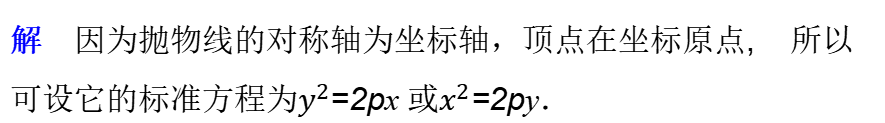 解 因为抛物线的对称轴为坐标轴，顶点在坐标原点, 所以
可设它的标准方程为y²=2px 或x²=2py.